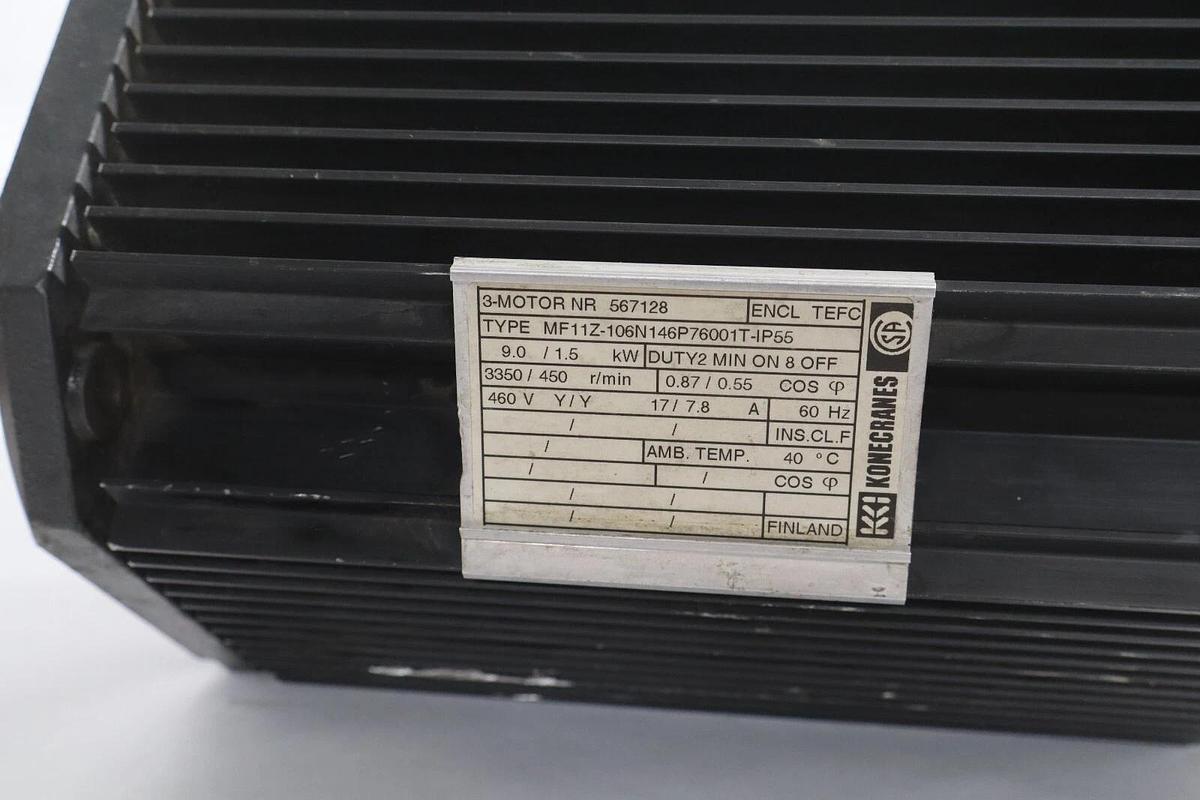 3-MOTOR NR 567128 ENCL TEFC
TYPE MF11Z-106N146P76001T-IP55
9.0 / 1.5 kW DUTY2 MIN ON 8 OFF
3350 / 450 r/min 0.87 / 0.55 COS φ
460 V Y / Y 17 / 7.8 A 60 Hz
/ / INS.CL.F
/ AMB. TEMP. 40 °C
/ / COS φ
/ /
/ / FINLAND
KONECRANES